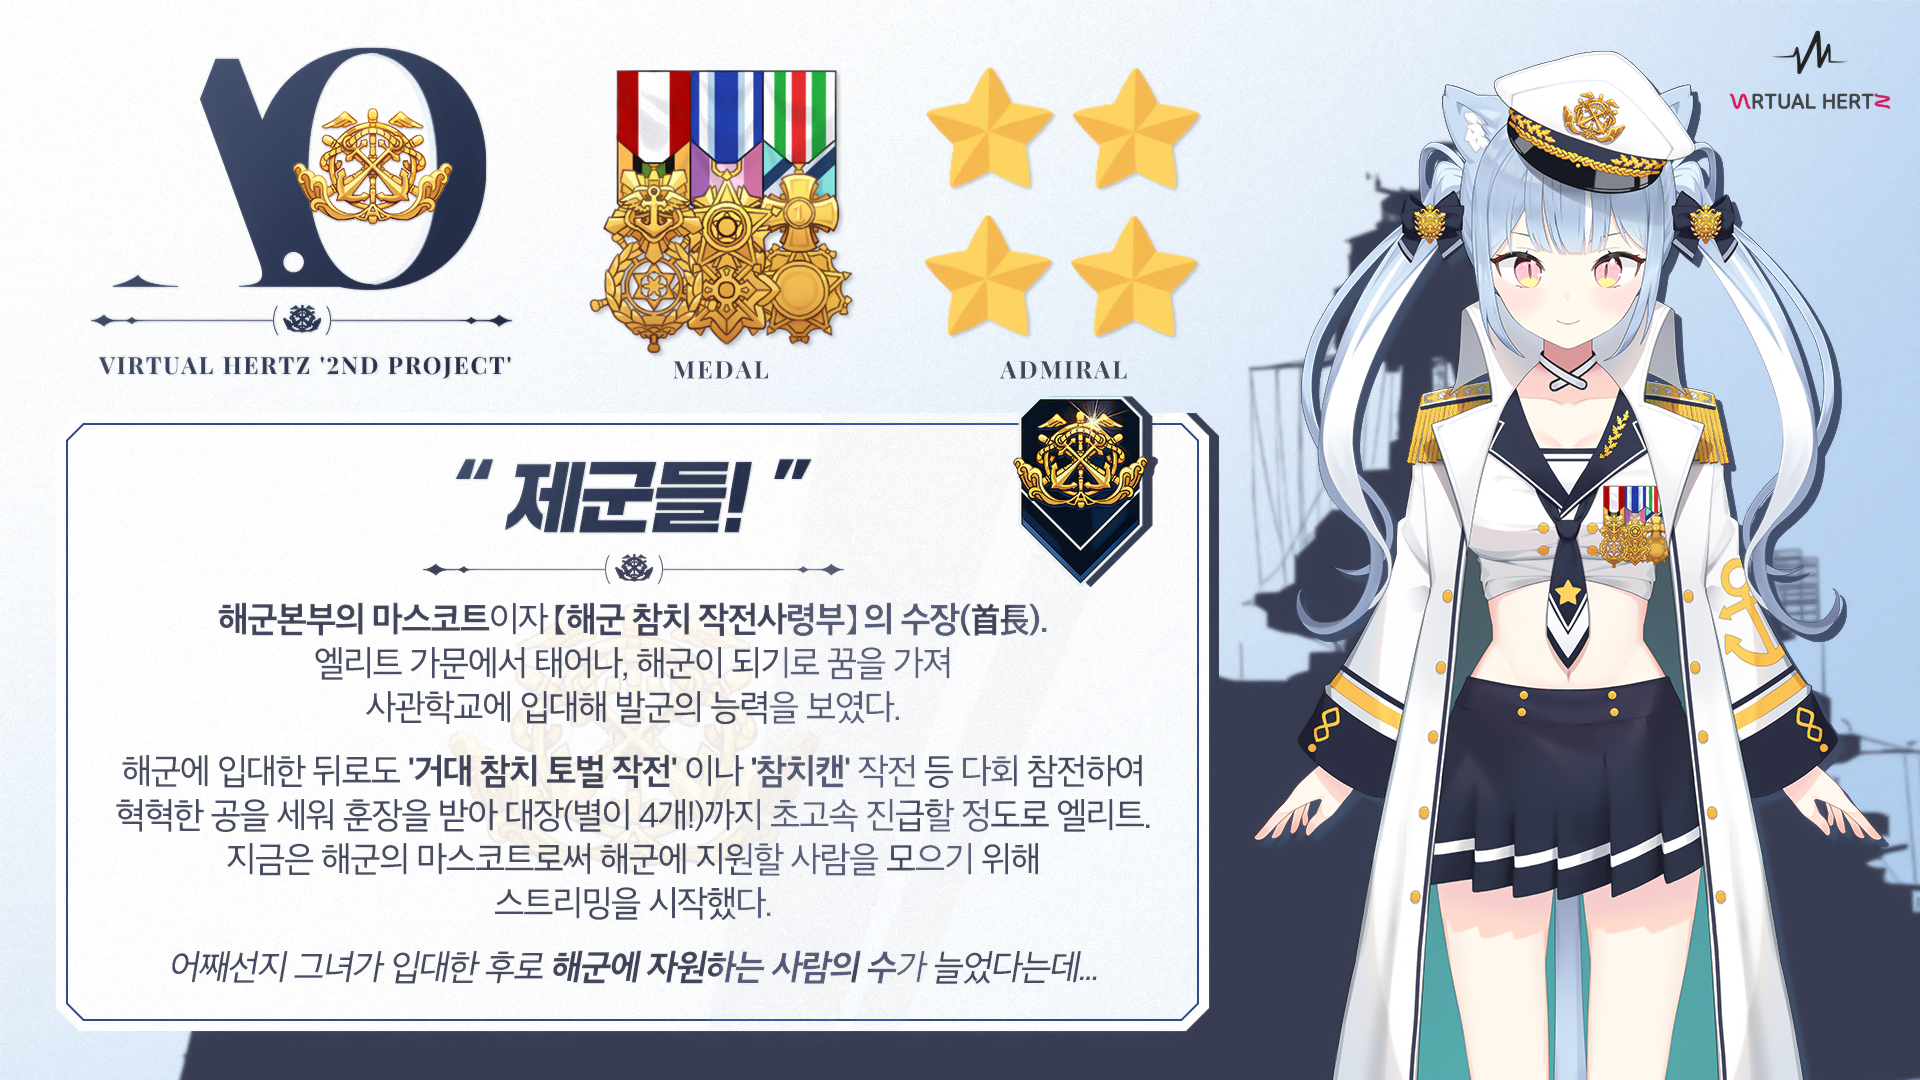 VIRTUAL HERTZ
VIRTUAL HERTZ '2ND PROJECT'
MEDAL
ADMIRAL
“ 제군들! ”
해군본부의 마스코트이자【해군 참치 작전사령부】의 수장(首長).
엘리트 가문에서 태어나, 해군이 되기로 꿈을 가져
사관학교에 입대해 발군의 능력을 보였다.
해군에 입대한 뒤로도 '거대 참치 토벌 작전' 이나 '참치캔' 작전 등 다회 참전하여
혁혁한 공을 세워 훈장을 받아 대장(별이 4개!)까지 초고속 진급할 정도로 엘리트.
지금은 해군의 마스코트로써 해군에 지원할 사람을 모으기 위해
스트리밍을 시작했다.
어째선지 그녀가 입대한 후로 해군에 자원하는 사람의 수가 늘었다는데...